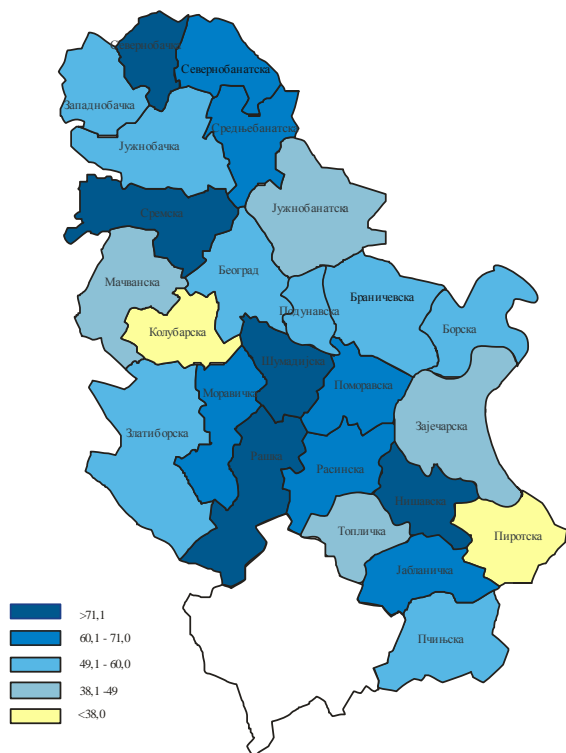 Севернобачка
Севернобанатска
Западнобачка
Средњебанатска
Јужнобачка
Јужнобанатска
Сремска
Београд
Мачванска
Подунавска
Браничевска
Борска
Колубарска
Шумадијска
Поморавска
Моравичка
Зајечарска
Златиборска
Рашка
Расинска
Нишавска
Топличка
Пиротска
Јабланичка
Пчињска
>71,1
60,1 - 71,0
49,1 - 60,0
38,1 -49
<38,0